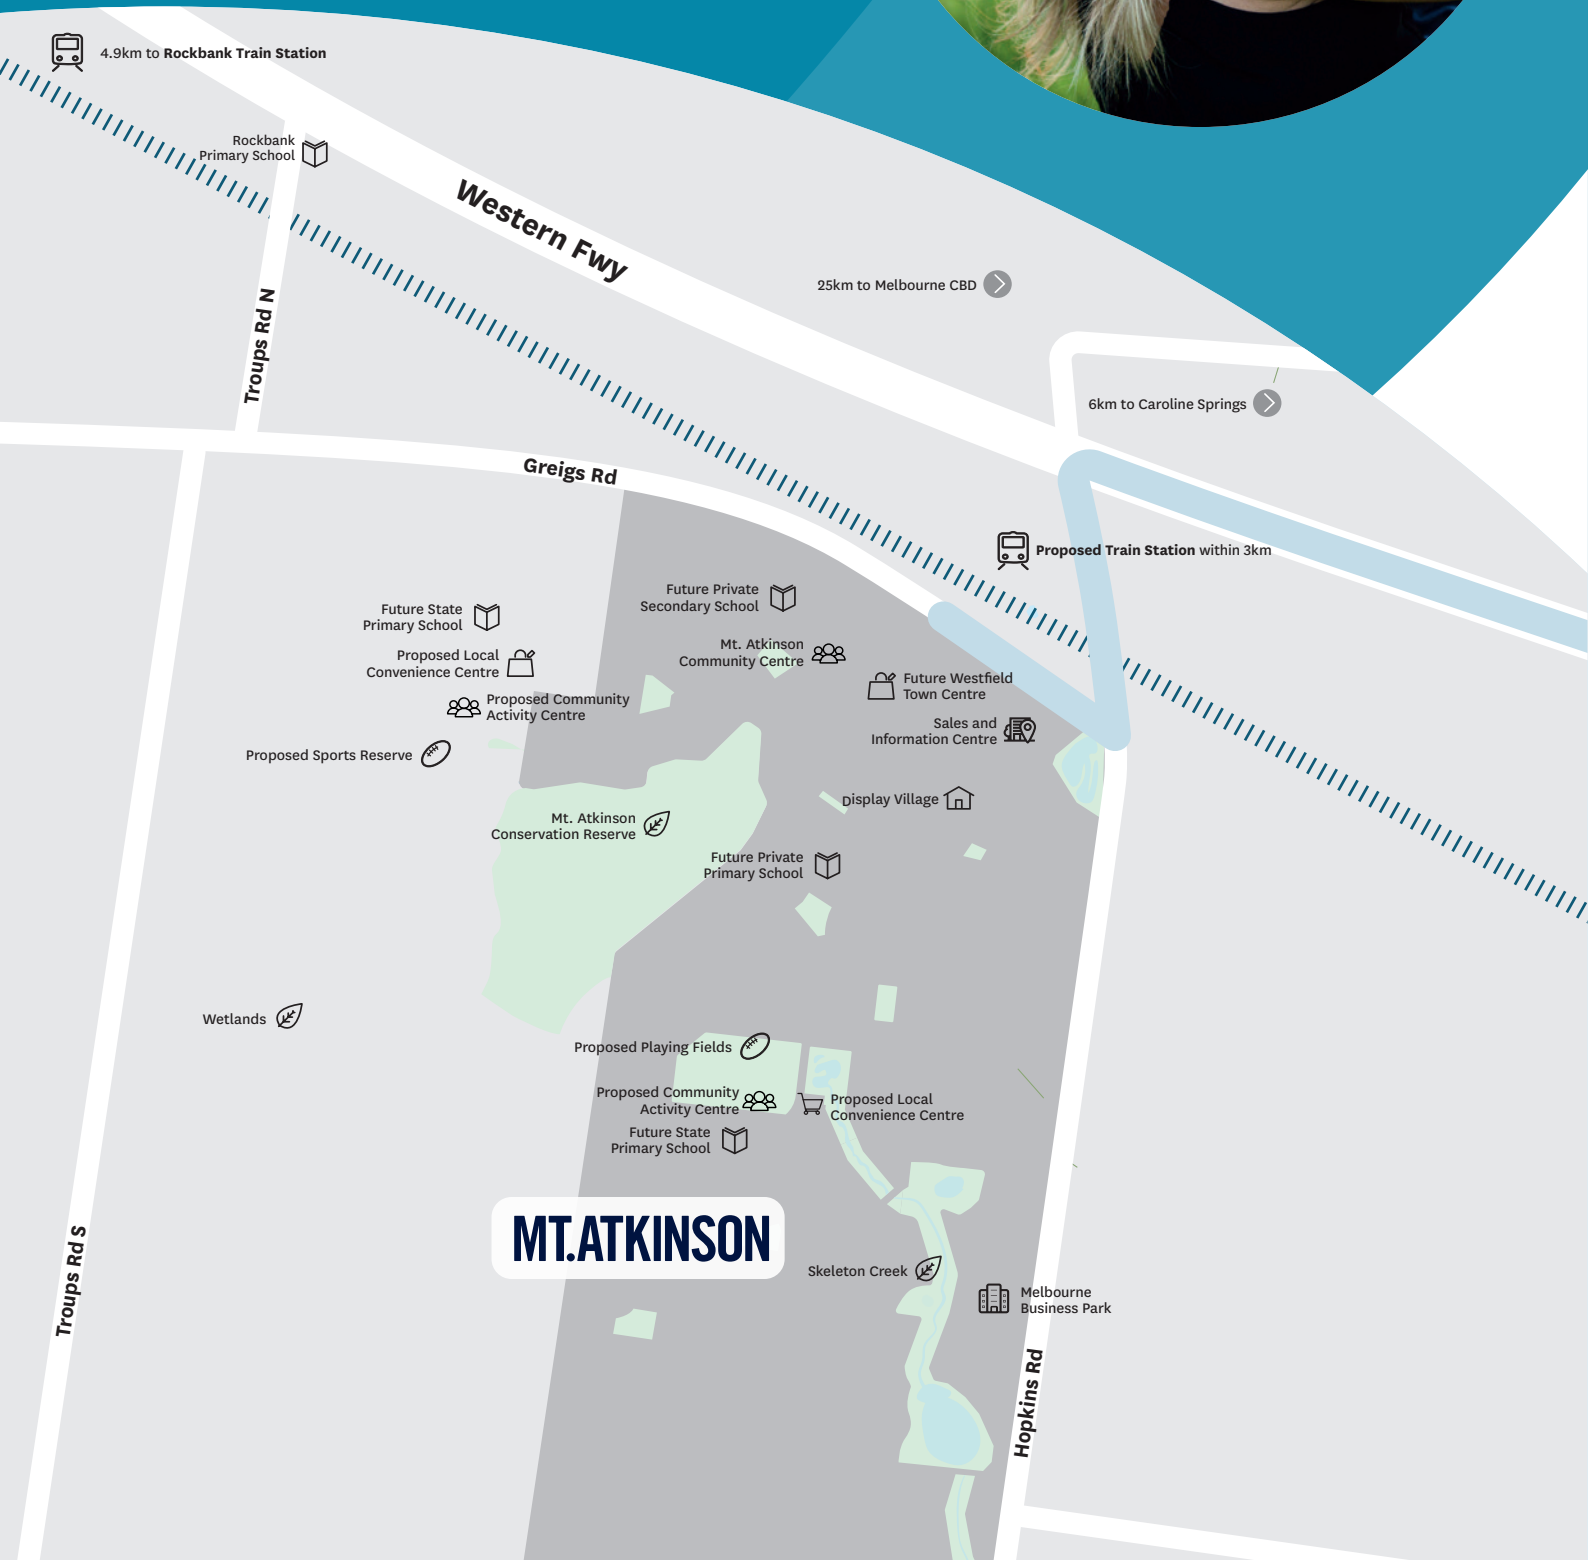 4.9km to Rockbank Train Station
Rockbank
Primary School
Western Fwy
Troups Rd N
25km to Melbourne CBD
6km to Caroline Springs
Greigs Rd
Proposed Train Station within 3km
Future Private
Secondary School
Future State
Primary School
Mt. Atkinson
Community Centre
Proposed Local
Convenience Centre
Future Westfield
Town Centre
Proposed Community
Activity Centre
Sales and
Information Centre
Proposed Sports Reserve
Display Village
Mt. Atkinson
Conservation Reserve
Future Private
Primary School
Wetlands
Proposed Playing Fields
Proposed Community
Activity Centre
Proposed Local
Convenience Centre
Future State
Primary School
MT.ATKINSON
Troups Rd S
Skeleton Creek
Melbourne
Business Park
Hopkins Rd